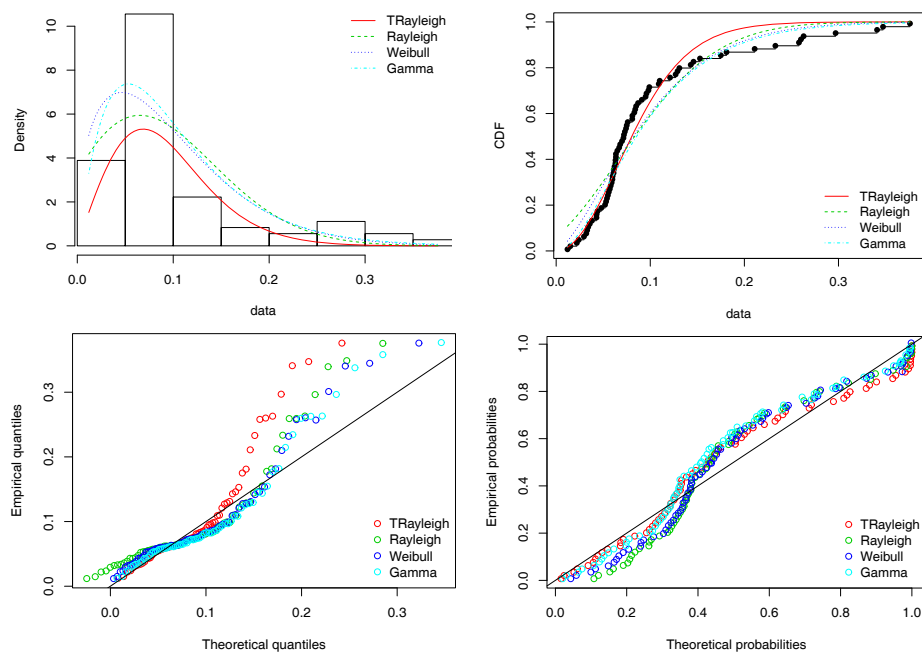 TRayleigh
Rayleigh
Weibull
Gamma
Density
0 2 4 6 8 10
0.0 0.1 0.2 0.3
data
CDF
0.0 0.2 0.4 0.6 0.8 1.0
TRayleigh
Rayleigh
Weibull
Gamma
0.0 0.1 0.2 0.3
data
Empirical quantiles
0.0 0.1 0.2 0.3
TRayleigh
Rayleigh
Weibull
Gamma
0.0 0.1 0.2 0.3
Theoretical quantiles
Empirical probabilities
0.0 0.2 0.4 0.6 0.8 1.0
TRayleigh
Rayleigh
Weibull
Gamma
0.0 0.2 0.4 0.6 0.8 1.0
Theoretical probabilities